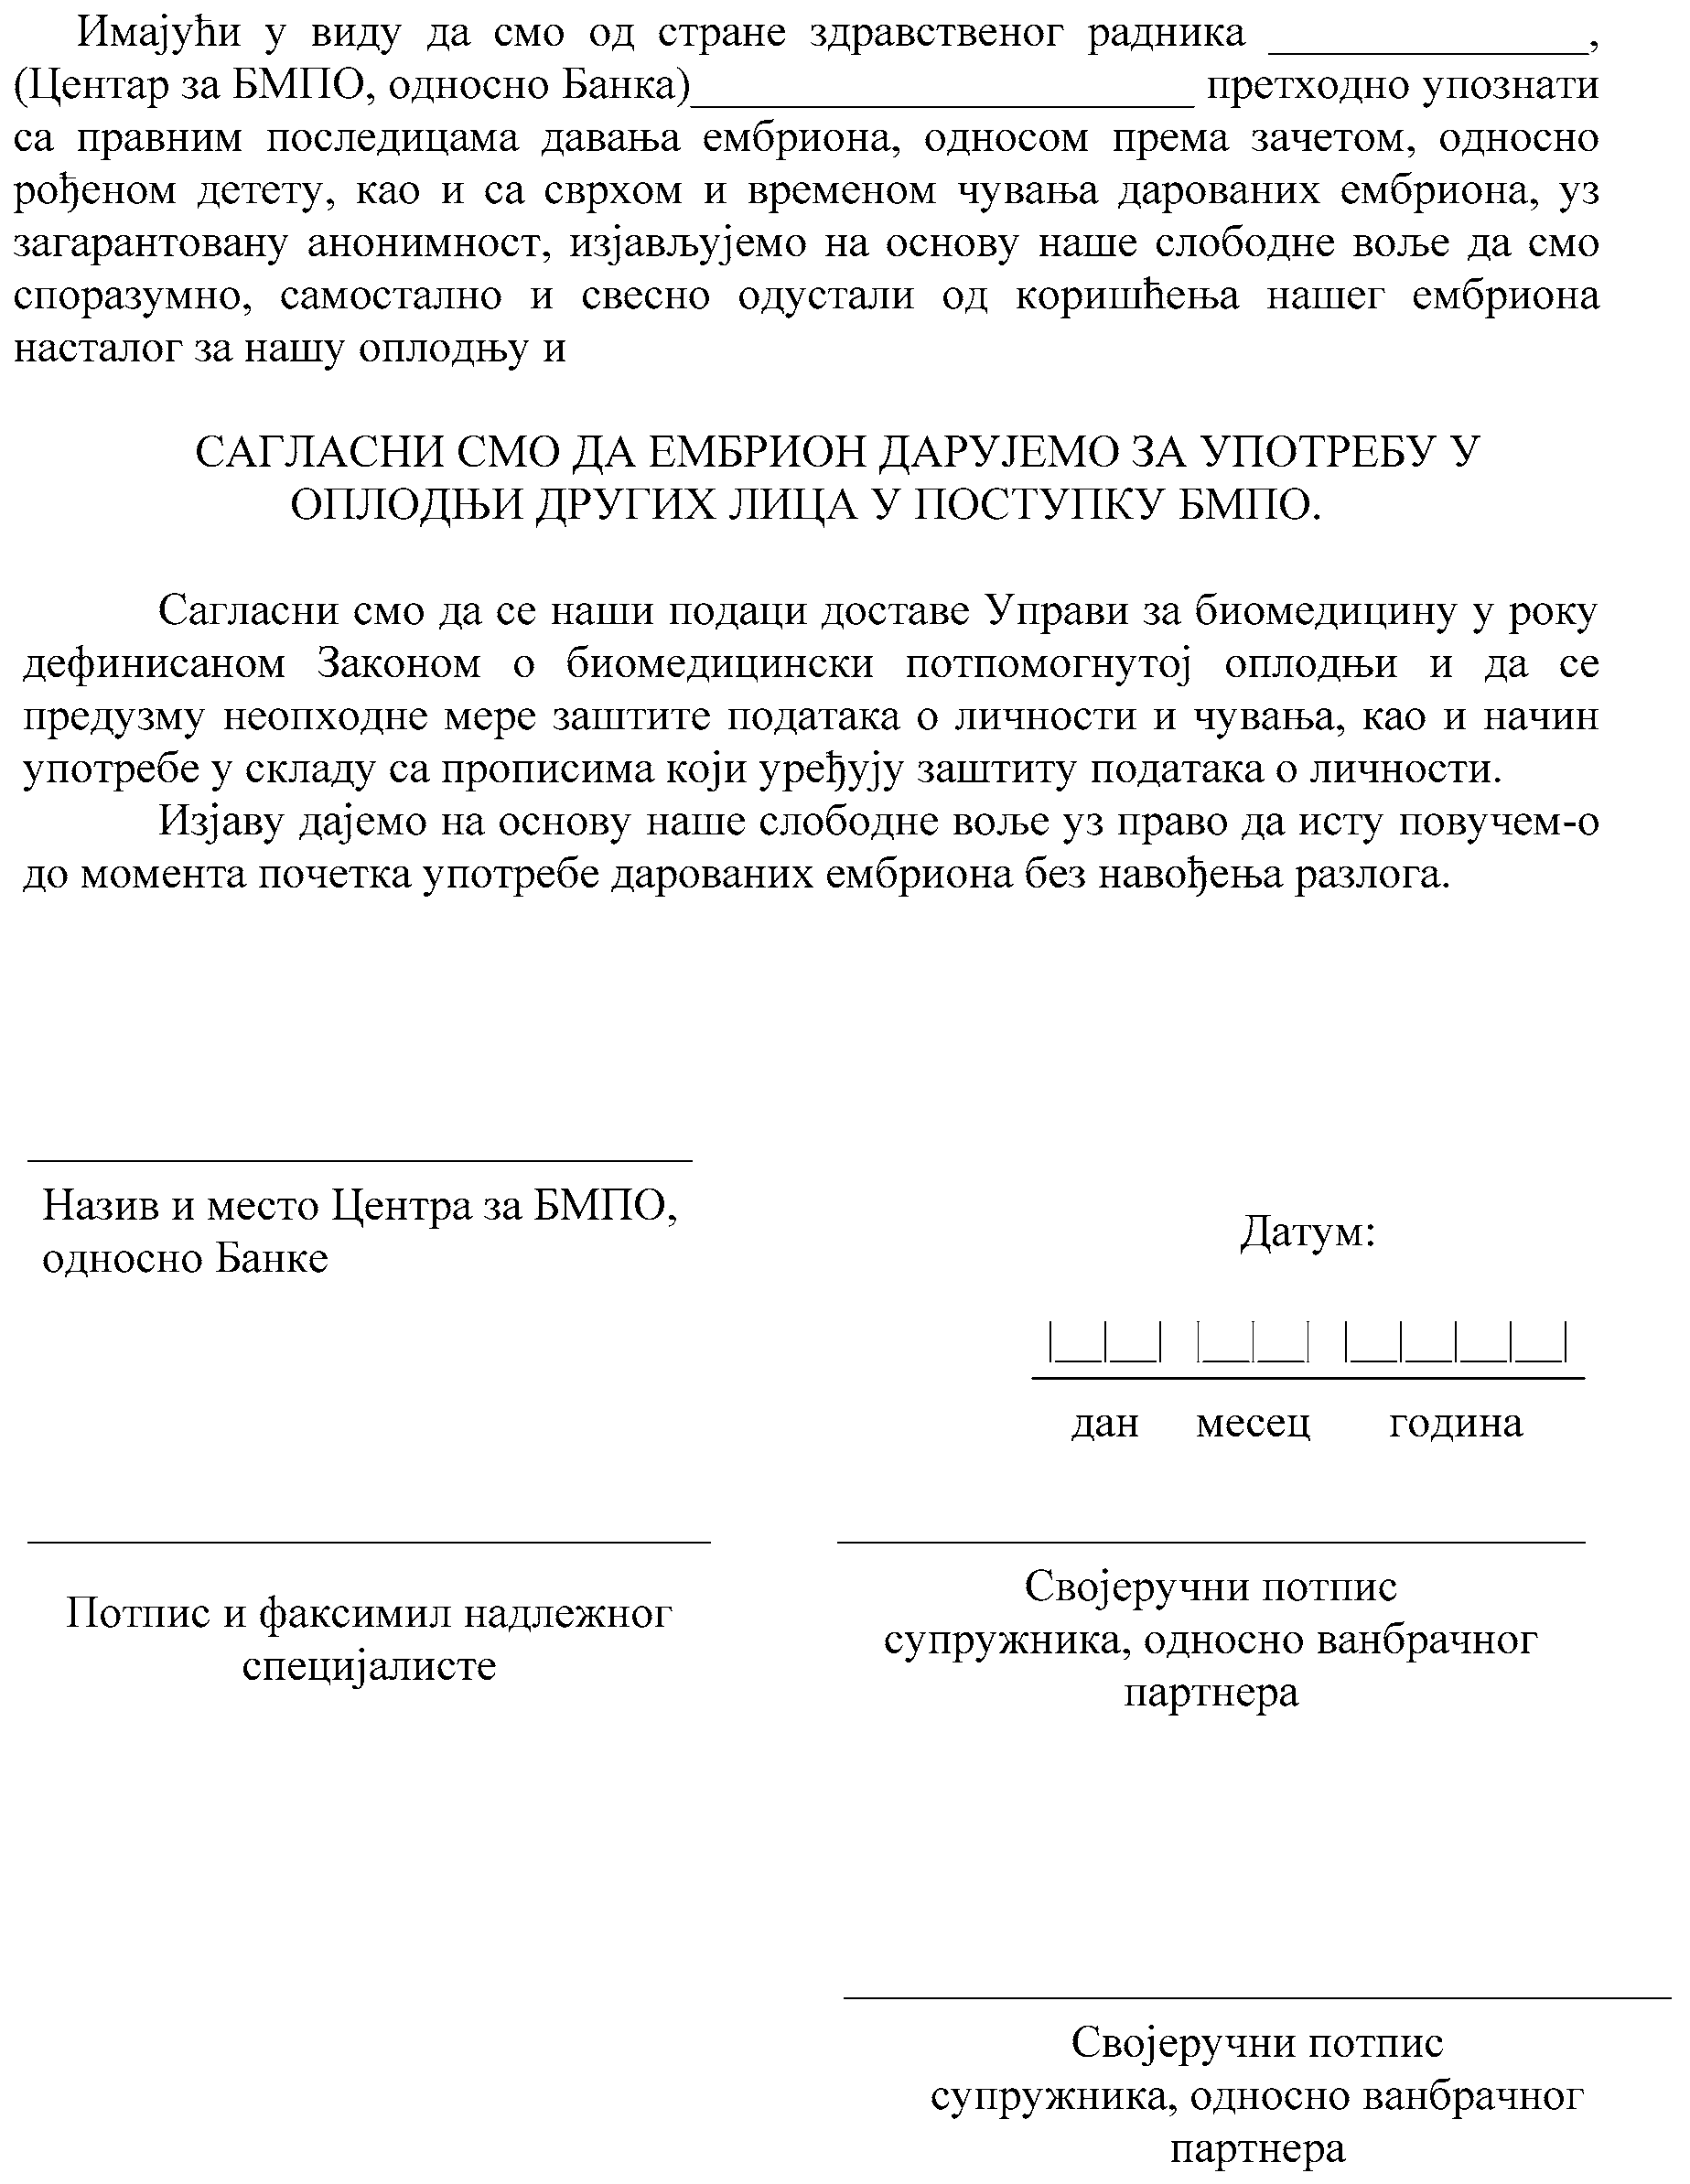 Имајући у виду да смо од стране здравственог радника _______________,
(Центар за БМПО, односно Банка)________________________ претходно упознати
са правним последицама давања ембриона, односом према зачетом, односно
рођеном детету, као и са сврхом и временом чувања дарованих ембриона, уз
загарантовану анонимност, изјављујемо на основу наше слободне воље да смо
споразумно, самостално и свесно одустали од коришћења нашег ембриона
насталог за нашу оплодњу и
САГЛАСНИ СМО ДА ЕМБРИОН ДАРУЈЕМО ЗА УПОТРЕБУ У
ОПЛОДЊИ ДРУГИХ ЛИЦА У ПОСТУПКУ БМПО.
Сагласни смо да се наши подаци доставе Управи за биомедицину у року
дефинисаном Законом о биомедицински потпомогнутој оплодњи и да се
предузму неопходне мере заштите података о личности и чувања, као и начин
употребе у складу са прописима који уређују заштиту података о личности.
Изјаву дајемо на основу наше слободне воље уз право да исту повучем-о
до момента почетка употребе дарованих ембриона без навођења разлога.
Назив и место Центра за БМПО,
односно Банке
Датум:
|__|__| |__|__| |__|__|__|__|
дан месец година
Потпис и факсимил надлежног
специјалисте
Својеручни потпис
супружника, односно ванбрачног
партнера
Својеручни потпис
супружника, односно ванбрачног
партнера